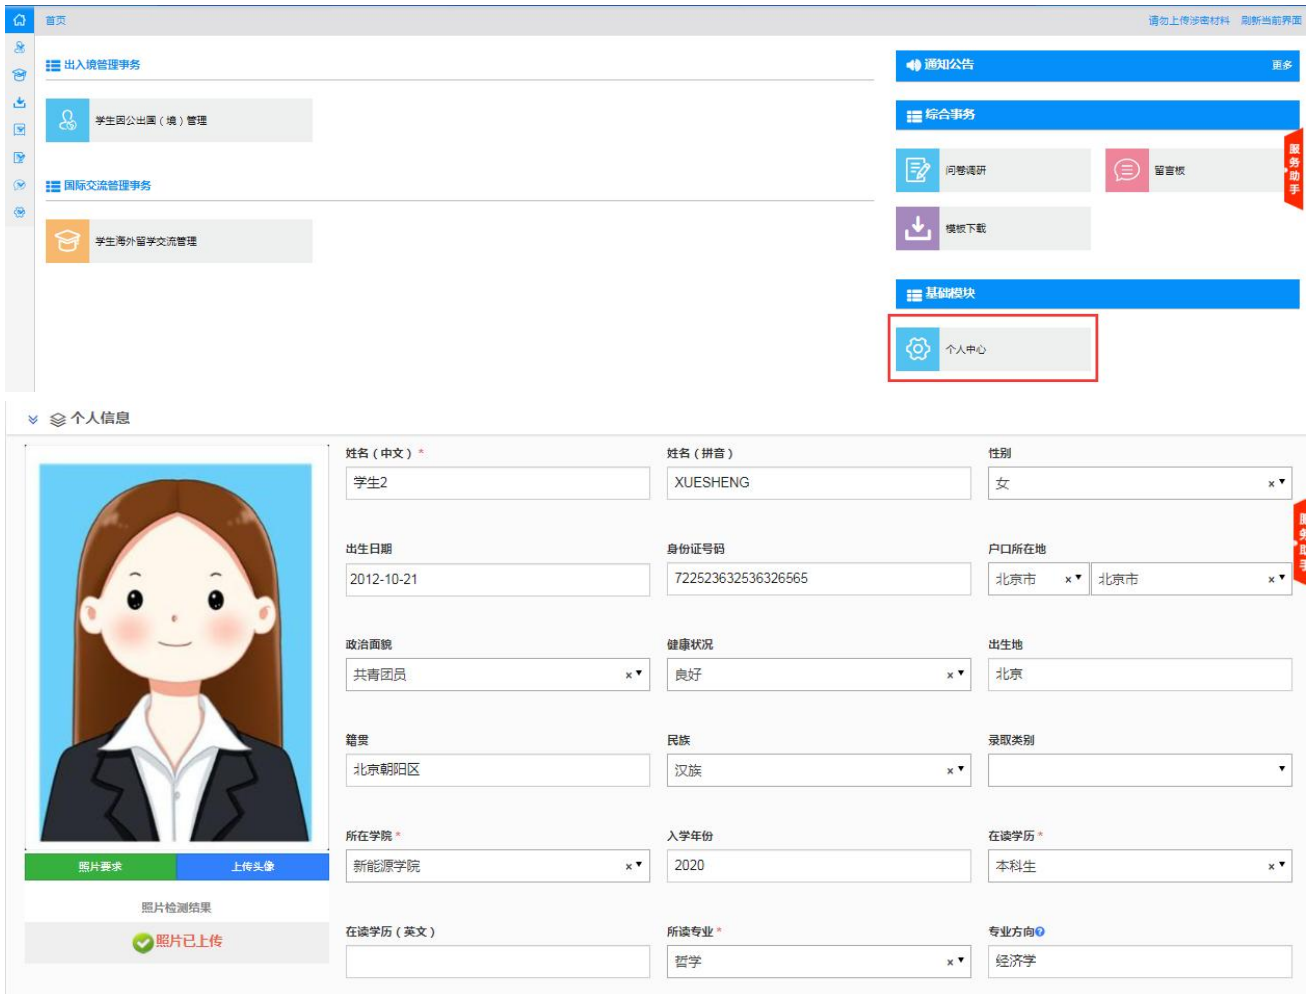 首页
请勿上传涉密材料 刷新当前界面
出入境管理事务
学生因公出国（境）管理
国际交流管理事务
学生海外留学交流管理
通知公告 更多
综合事务
问卷调研
留言板
模板下载
基础模块
个人中心
服务助手
个人信息
姓名（中文）*
姓名（拼音）
性别
学生2
XUESHENG
女
出生日期
身份证号码
户口所在地
2012-10-21
722523632536326565
北京市
北京市
服务助手
政治面貌
健康状况
出生地
共青团员
良好
北京
籍贯
民族
录取类别
北京朝阳区
汉族
所在学院*
入学年份
在读学历*
新能源学院
2020
本科生
照片要求
上传头像
照片检测结果
照片已上传
在读学历（英文）
所读专业*
专业方向
哲学
经济学